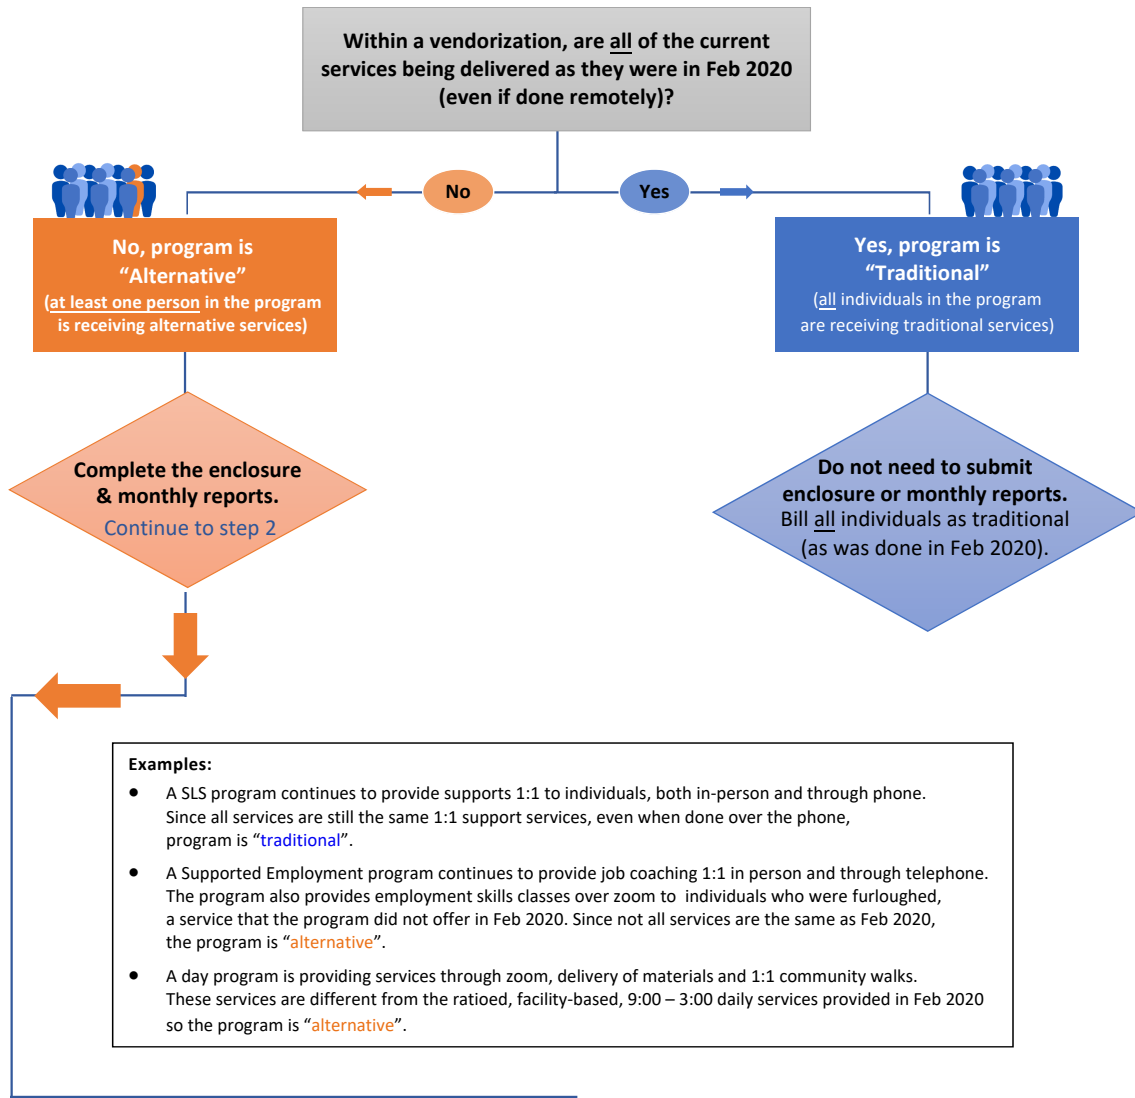 Within a vendorization, are all of the current
services being delivered as they were in Feb 2020
(even if done remotely)?
No
Yes
No, program is
“Alternative”
(at least one person in the program
is receiving alternative services)
Yes, program is
“Traditional”
(all individuals in the program
are receiving traditional services)
Complete the enclosure
& monthly reports.
Continue to step 2
Do not need to submit
enclosure or monthly reports.
Bill all individuals as traditional
(as was done in Feb 2020).
Examples:
• A SLS program continues to provide supports 1:1 to individuals, both in-person and through phone.
Since all services are still the same 1:1 support services, even when done over the phone,
program is “traditional”.
• A Supported Employment program continues to provide job coaching 1:1 in person and through telephone.
The program also provides employment skills classes over zoom to individuals who were furloughed,
a service that the program did not offer in Feb 2020. Since not all services are the same as Feb 2020,
the program is “alternative”.
• A day program is providing services through zoom, delivery of materials and 1:1 community walks.
These services are different from the ratioed, facility-based, 9:00 – 3:00 daily services provided in Feb 2020
so the program is “alternative”.